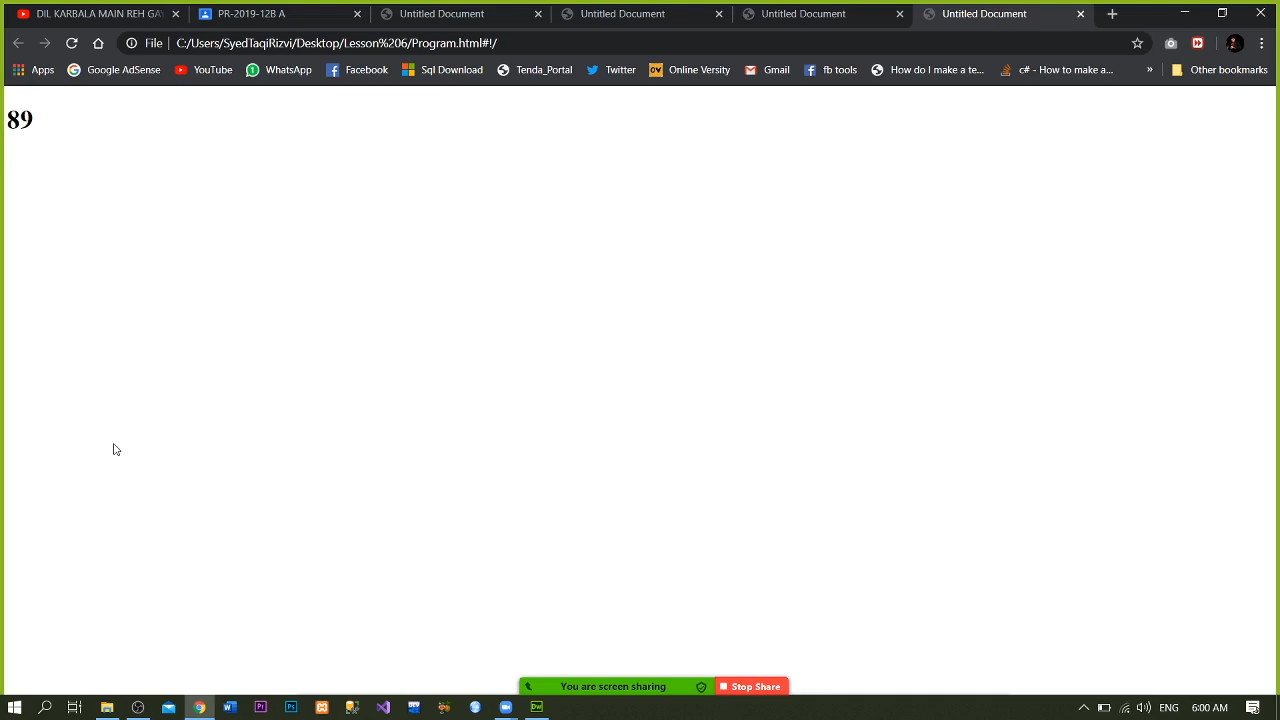 DIL KARBALA MAIN REH GAY
PR-2019-12B A
Untitled Document
Untitled Document
Untitled Document
Untitled Document
File C:/Users/SyedTaqiRizvi/Desktop/Lesson%206/Program.html#!/
Apps Google AdSense YouTube WhatsApp Facebook Sql Download Tenda_Portal Twitter Online Versity Gmail fb tools How do I make a te... c# - How to make a... » Other bookmarks
89
You are screen sharing Stop Share
ENG 6:00 AM